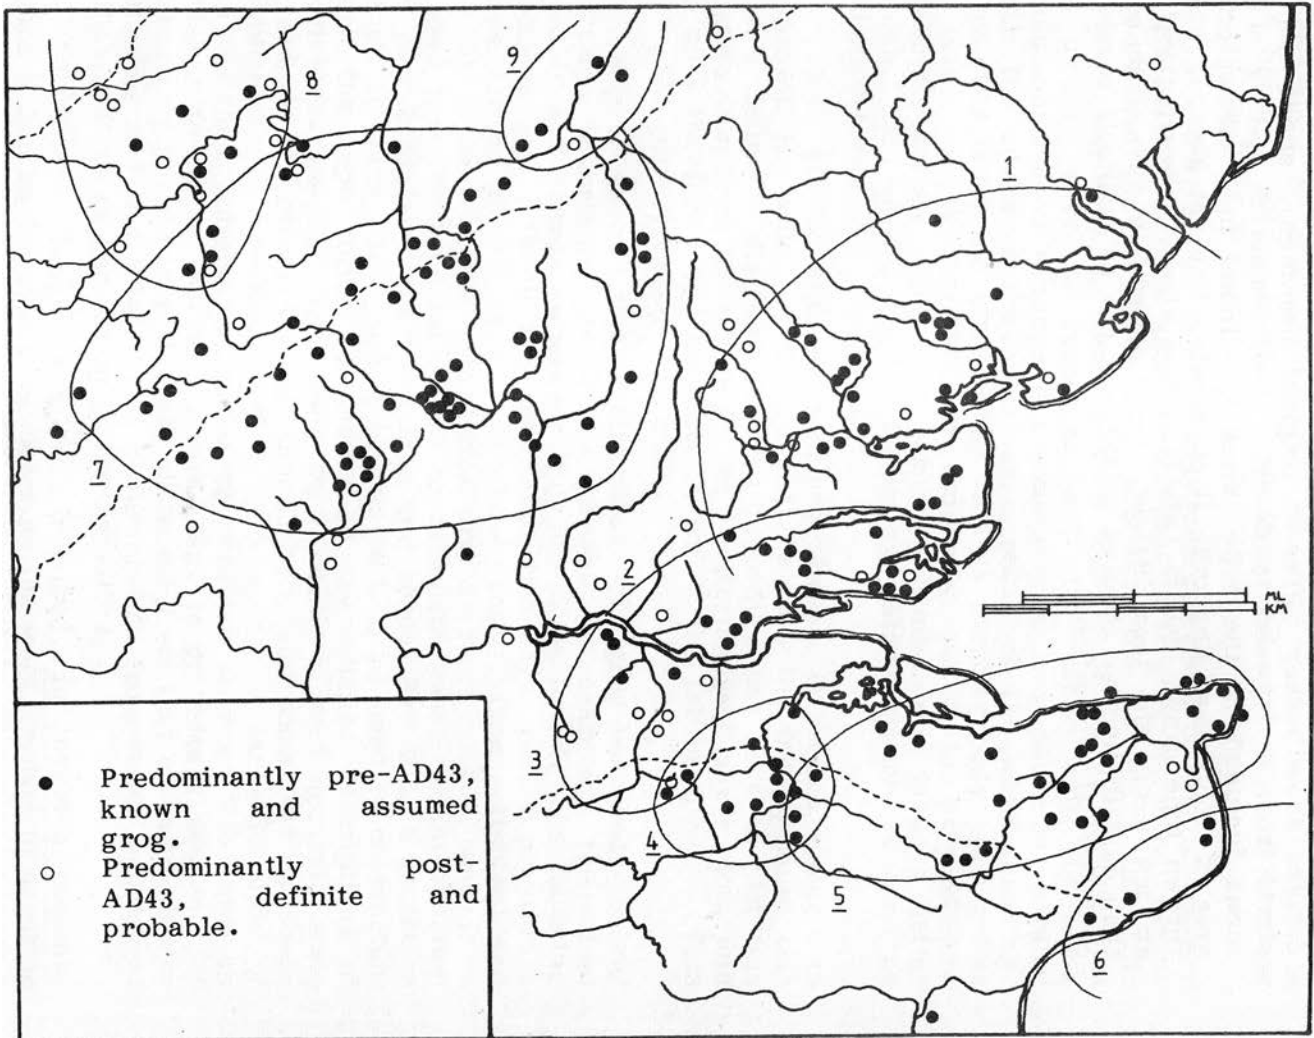 9
8
1
7
2
ML
KM
3
4
5
6
Predominantly pre-AD43,
known and assumed
grog.
Predominantly post-
AD43, definite and
probable.